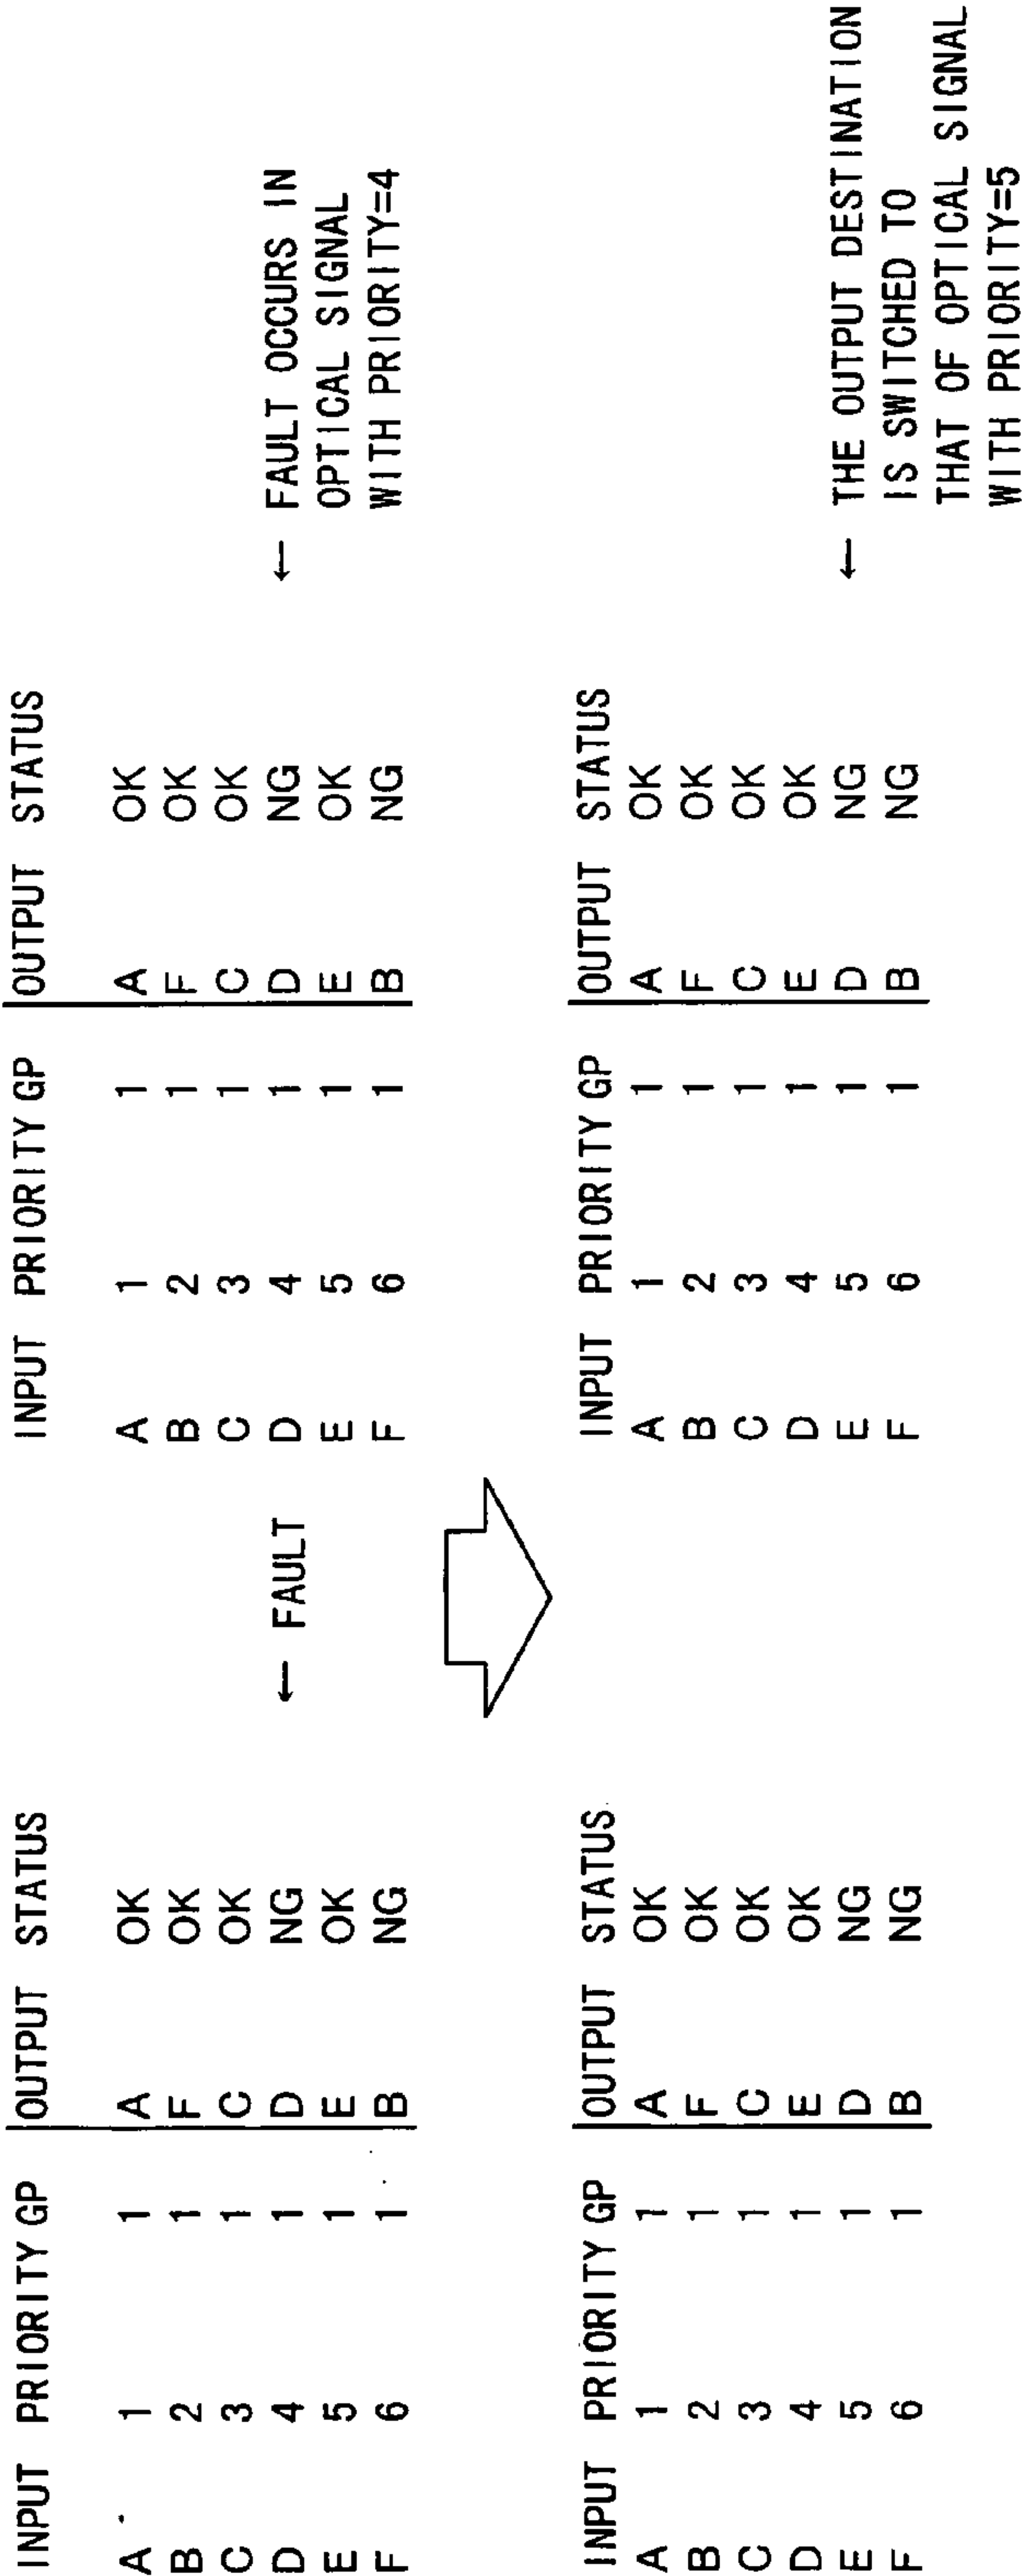 INPUT PRIORITY GP OUTPUT STATUS INPUT PRIORITY GP OUTPUT STATUS
A 1 1 A OK A 1 1 A OK
B 2 1 F OK B 2 1 F OK
C 3 1 C OK C 3 1 C OK
D 4 1 D NG ← FAULT D 4 1 D NG ← FAULT OCCURS IN
E 5 1 E OK E 5 1 E OK OPTICAL SIGNAL
F 6 1 B NG F 6 1 B NG WITH PRIORITY=4
INPUT PRIORITY GP OUTPUT STATUS INPUT PRIORITY GP OUTPUT STATUS
A 1 1 A OK A 1 1 A OK
B 2 1 F OK B 2 1 F OK
C 3 1 C OK C 3 1 C OK
D 4 1 E OK D 4 1 E OK
E 5 1 D NG E 5 1 D NG ← THE OUTPUT DESTINATION
F 6 1 B NG F 6 1 B NG IS SWITCHED TO
THAT OF OPTICAL SIGNAL
WITH PRIORITY=5